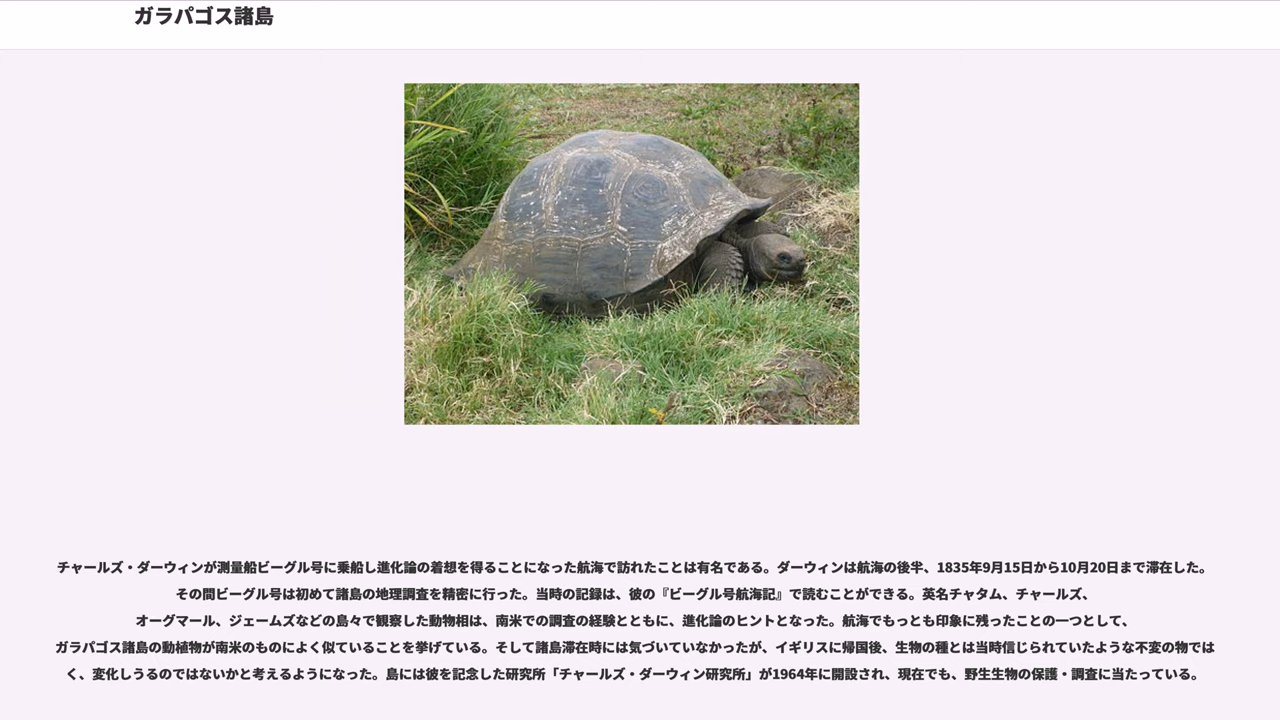 ガラパゴス諸島
チャールズ・ダーウィンが測量船ビーグル号に乗船し進化論の着想を得ることになった航海で訪れたことは有名である。ダーウィンは航海の後半、1835年9月15日から10月20日まで滞在した。
その間ビーグル号は初めて諸島の地理調査を精密に行った。当時の記録は、彼の『ビーグル号航海記』で読むことができる。英名チャタム、チャールズ、
オーグマール、ジェームズなどの島々で観察した動物相は、南米での調査の経験とともに、進化論のヒントとなった。航海でもっとも印象に残ったことの一つとして、
ガラパゴス諸島の動植物が南米のものによく似ていることを挙げている。そして諸島滞在時には気づいていなかったが、イギリスに帰国後、生物の種とは当時信じられていたような不変の物では
く、変化しうるのではないかと考えるようになった。島には彼を記念した研究所「チャールズ・ダーウィン研究所」が1964年に開設され、現在でも、野生生物の保護・調査に当たっている。